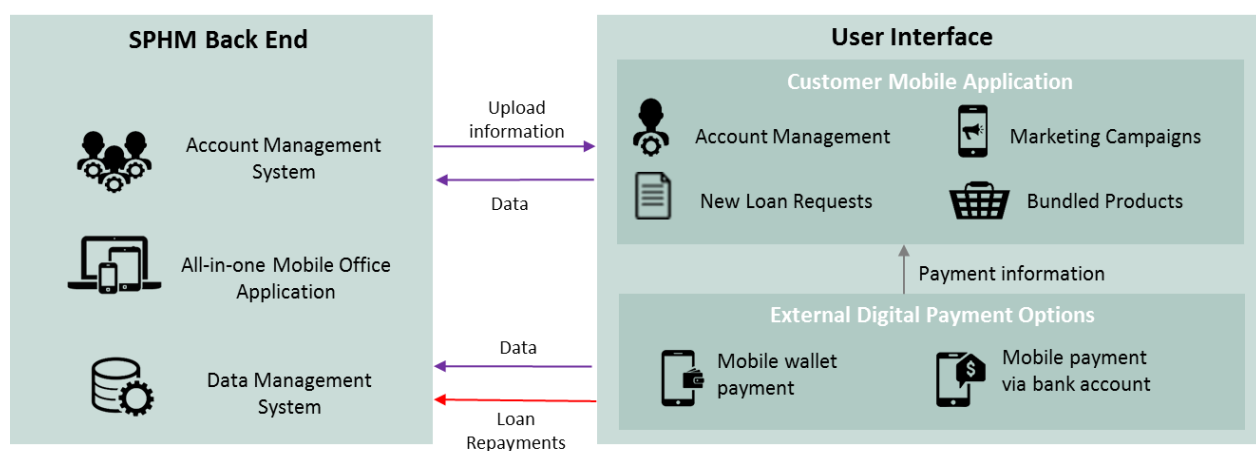 SPHM Back End
Account Management
System
All-in-one Mobile Office
Application
Data Management
System
Upload
information
Data
Data
Loan
Repayments
User Interface
Customer Mobile Application
Account Management
Marketing Campaigns
New Loan Requests
Bundled Products
Payment information
External Digital Payment Options
Mobile wallet
payment
Mobile payment
via bank account